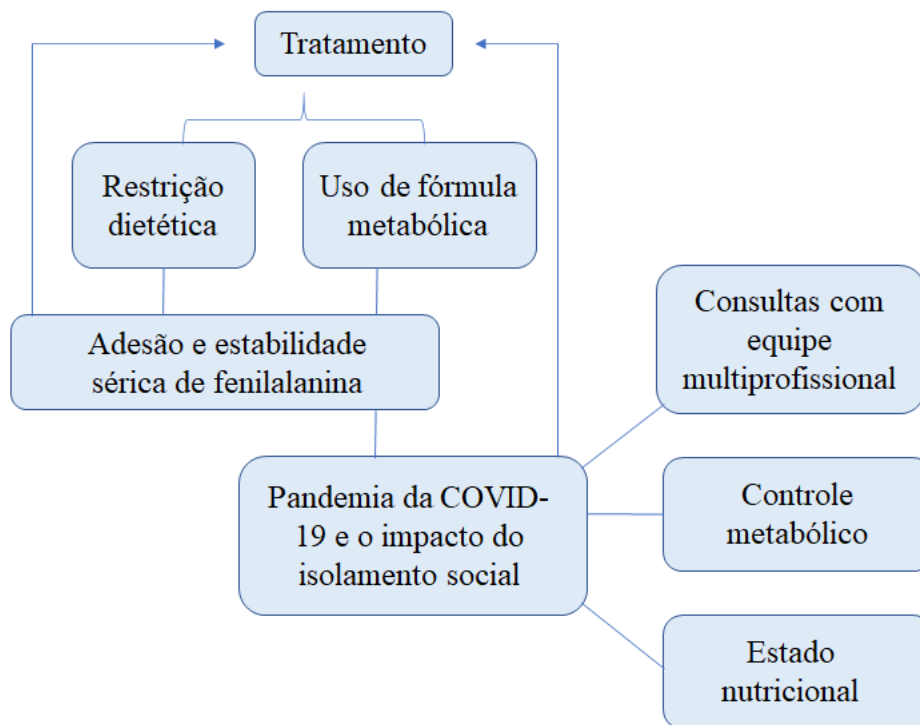 Tratamento
Restrição
dietética
Uso de fórmula
metabólica
Adesão e estabilidade
sérica de fenilalanina
Pandemia da COVID-
19 e o impacto do
isolamento social
Consultas com
equipe
multiprofissional
Controle
metabólico
Estado
nutricional